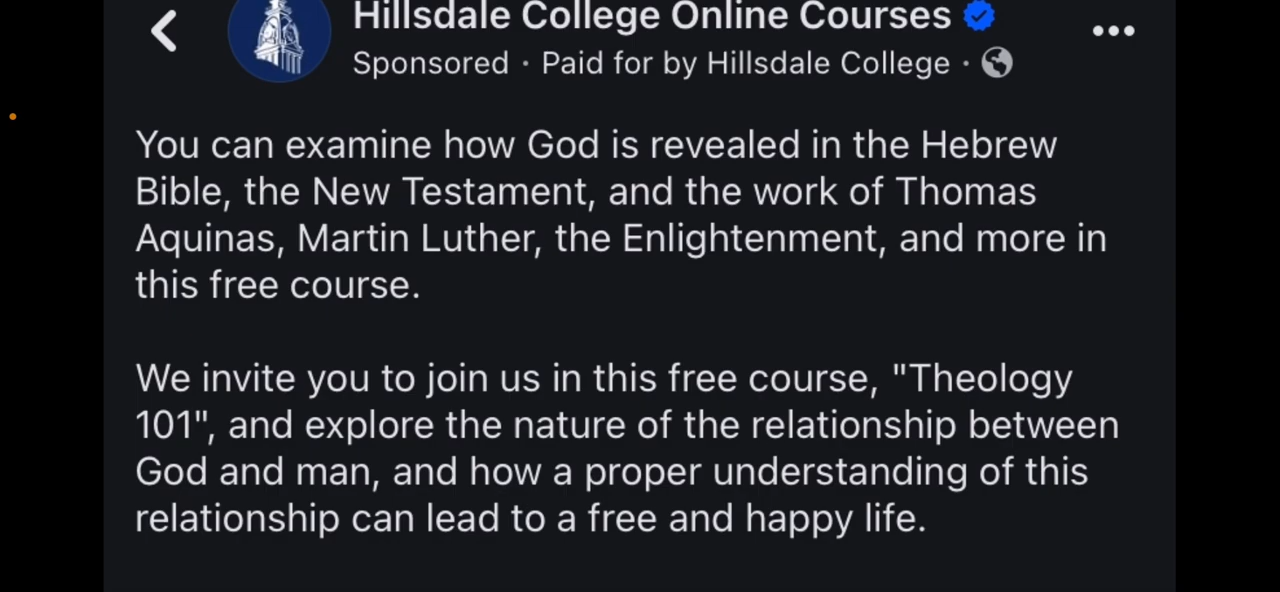 Hillsdale College Online Courses
Sponsored · Paid for by Hillsdale College ·
You can examine how God is revealed in the Hebrew
Bible, the New Testament, and the work of Thomas
Aquinas, Martin Luther, the Enlightenment, and more in
this free course.
We invite you to join us in this free course, "Theology
101", and explore the nature of the relationship between
God and man, and how a proper understanding of this
relationship can lead to a free and happy life.